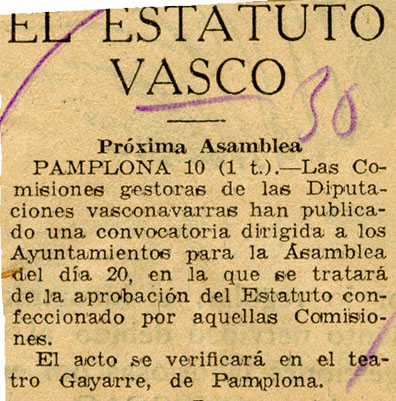 EL ESTATUTO
VASCO
30
Próxima Asamblea
PAMPLONA 10 (1 t.).—Las Co-
misiones gestoras de las Diputa-
ciones vasconavarras han publica-
do una convocatoria dirigida a los
Ayuntamientos para la Asamblea
del día 20, en la que se tratará
de la aprobación del Estatuto con-
feccionado por aquellas Comisio-
nes.
El acto se verificará en el tea-
tro Gayarre, de Pamplona.